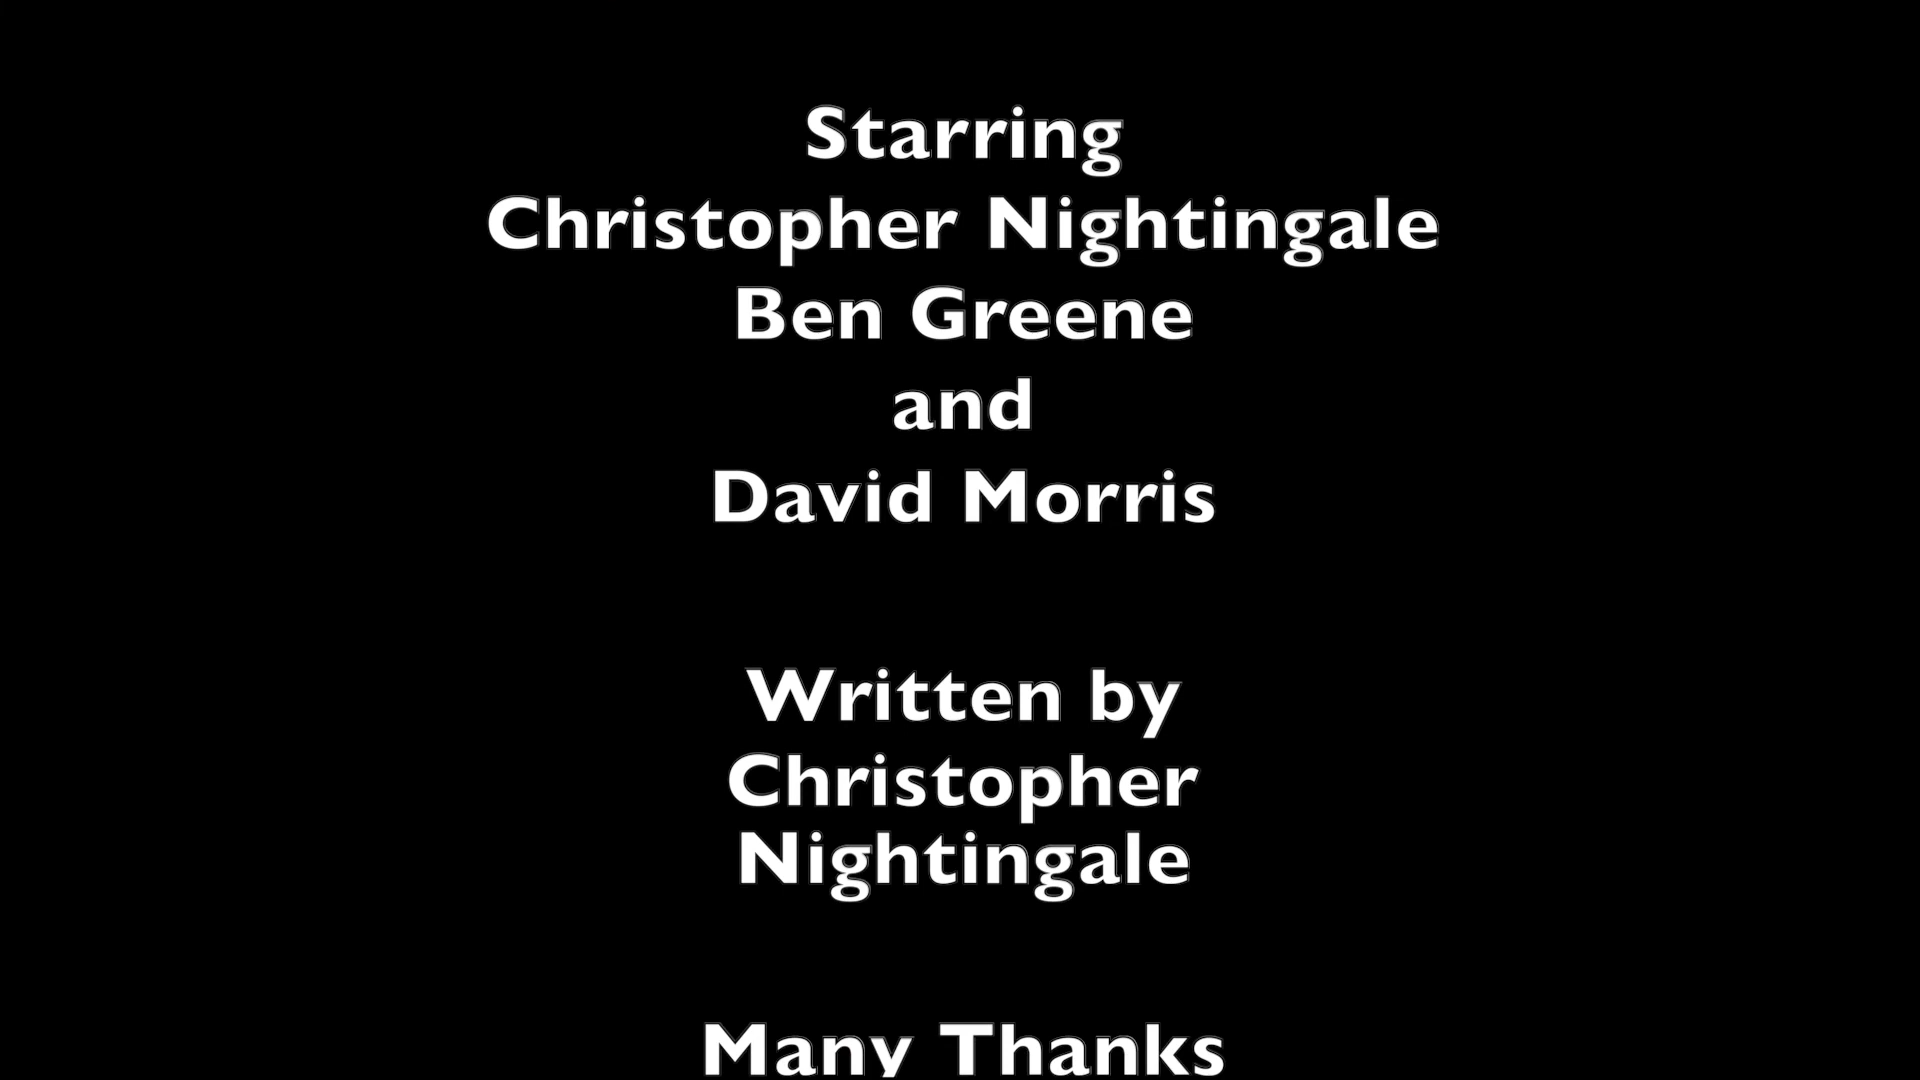 Starring
Christopher Nightingale
Ben Greene
and
David Morris
Written by
Christopher
Nightingale
Many Thanks